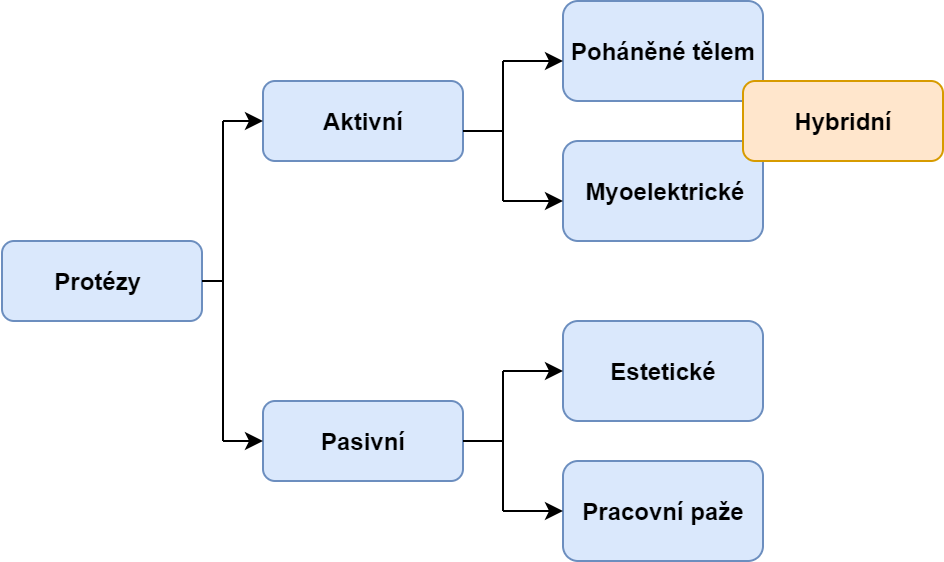 Poháněné tělem
Aktivní
Hybridní
Myoelektrické
Protézy
Estetické
Pasivní
Pracovní paže